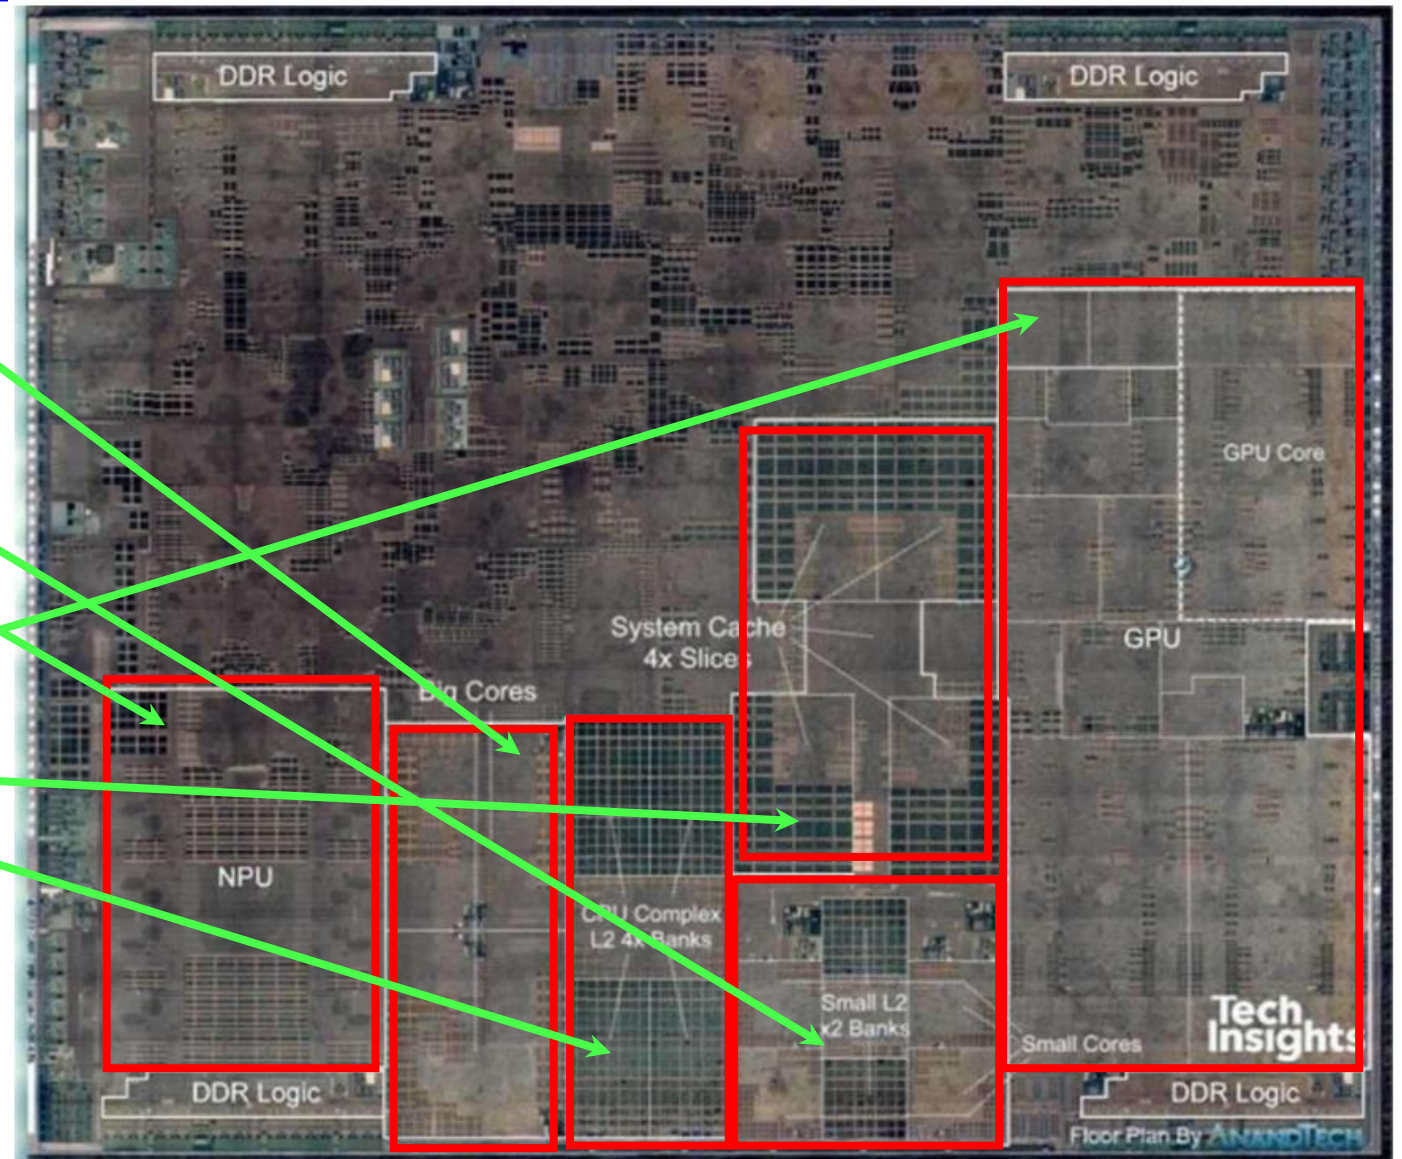 DDR Logic
DDR Logic
GPU Core
System Cache
4x Slices
GPU
Big Cores
NPU
CPU Complex
L2 4x Banks
Small L2
x2 Banks
Small Cores
Tech
Insights
DDR Logic
DDR Logic
Floor Plan By ANANDTECH